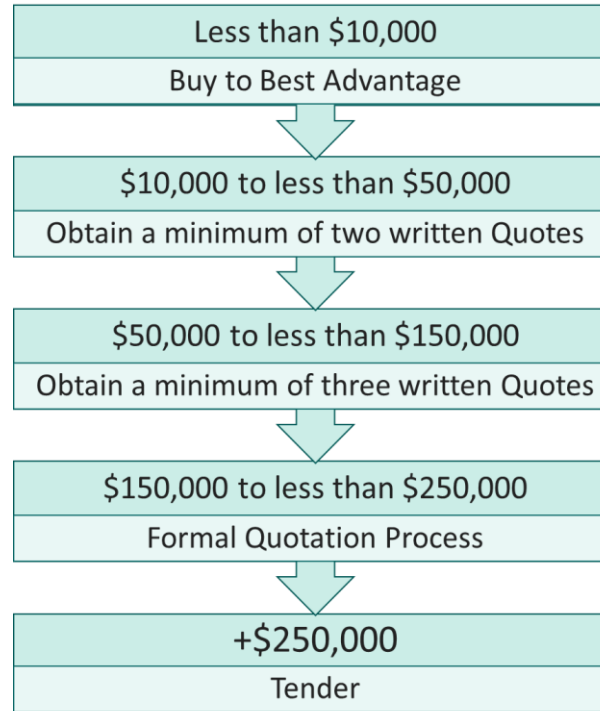 Less than $10,000
Buy to Best Advantage
$10,000 to less than $50,000
Obtain a minimum of two written Quotes
$50,000 to less than $150,000
Obtain a minimum of three written Quotes
$150,000 to less than $250,000
Formal Quotation Process
+$250,000
Tender